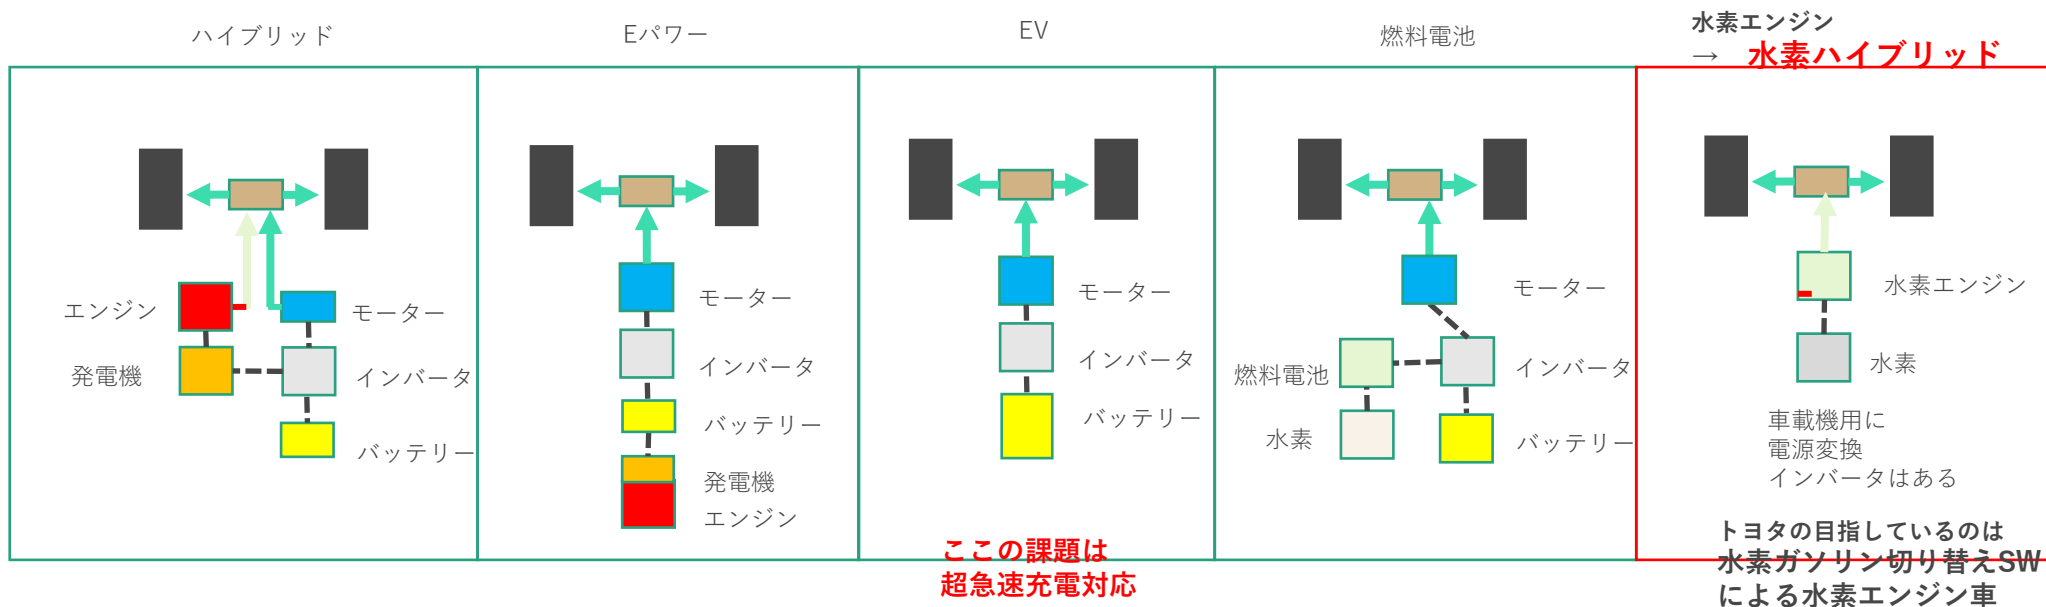 ハイブリッド
Eパワー
EV
燃料電池
水素エンジン
→ 水素ハイブリッド
エンジン
モーター
発電機
インバータ
バッテリー
モーター
インバータ
バッテリー
発電機
エンジン
モーター
インバータ
バッテリー
ここの課題は
超急速充電対応
モーター
燃料電池
インバータ
水素
バッテリー
水素エンジン
水素
車載機用に
電源変換
インバータはある
トヨタの目指しているのは
水素ガソリン切り替えSW
による水素エンジン車